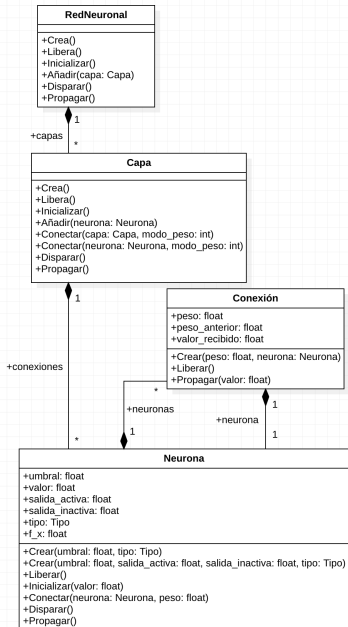 RedNeuronal
+Crea()
+Libera()
+Inicializar()
+Añadir(capa: Capa)
+Disparar()
+Propagar()
1
+capas
*
Capa
+Crea()
+Libera()
+Inicializar()
+Añadir(neurona: Neurona)
+Conectar(capa: Capa, modo_peso: int)
+Conectar(neurona: Neurona, modo_peso: int)
+Disparar()
+Propagar()
1
Conexión
+peso: float
+peso_anterior: float
+valor_recibido: float
+Crear(peso: float, neurona: Neurona)
+Liberar()
+Propagar(valor: float)
+conexiones
*
1
+neuronas
+neurona
1
1
*
Neurona
+umbral: float
+valor: float
+salida_activa: float
+salida_inactiva: float
+tipo: Tipo
+f_x: float
+Crear(umbral: float, tipo: Tipo)
+Crear(umbral: float, salida_activa: float, salida_inactiva: float, tipo: Tipo)
+Liberar()
+Inicializar(valor: float)
+Conectar(neurona: Neurona, peso: float)
+Disparar()
+Propagar()